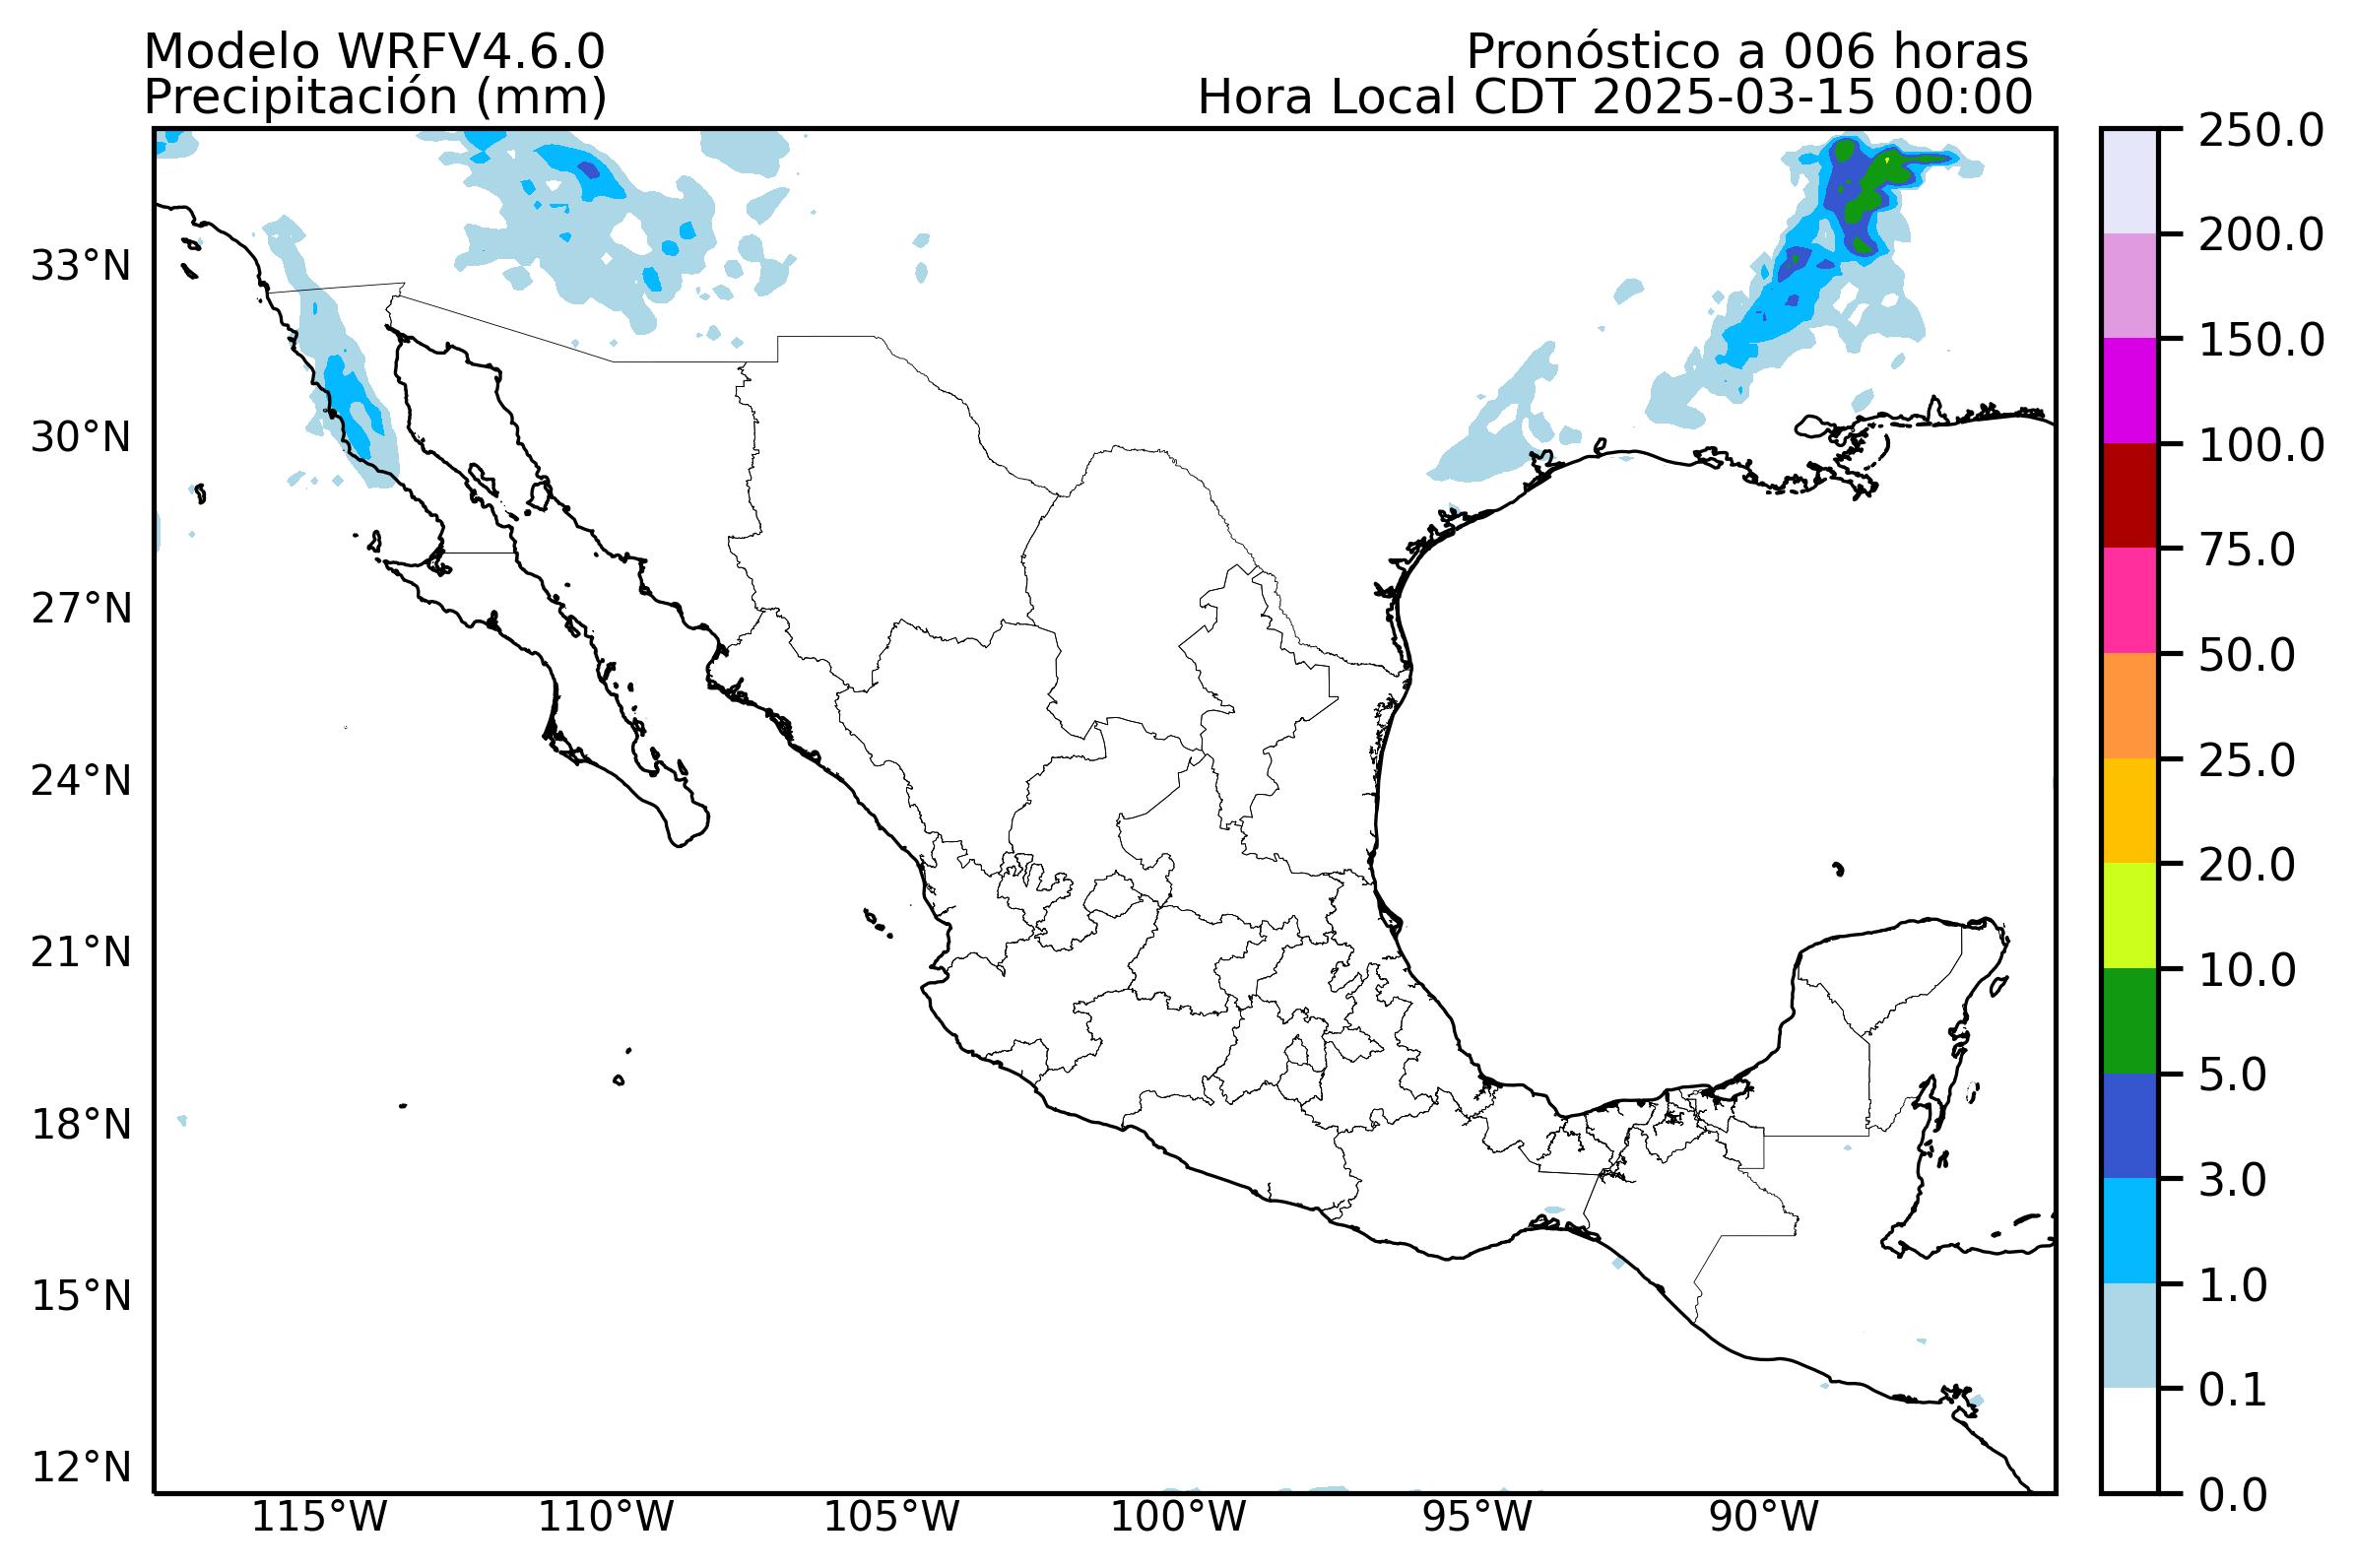 Modelo WRFV4.6.0
Pronóstico a 006 horas
Precipitación (mm)
Hora Local CDT 2025-03-15 00:00
33°N
30°N
27°N
24°N
21°N
18°N
15°N
12°N
115°W
110°W
105°W
100°W
95°W
90°W
250.0
200.0
150.0
100.0
75.0
50.0
25.0
20.0
10.0
5.0
3.0
1.0
0.1
0.0